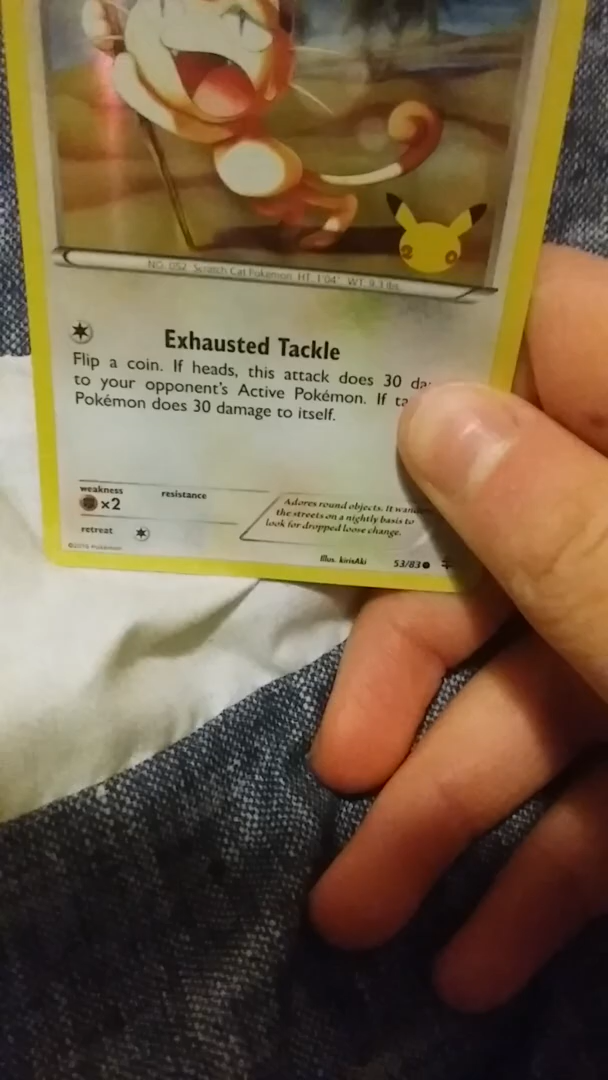 20
NO. 052 Scratch Cat Pokémon HT: 1'04" WT: 9.3 lbs.
Exhausted Tackle
Flip a coin. If heads, this attack does 30 da
to your opponent's Active Pokémon. If ta
Pokémon does 30 damage to itself.
weakness resistance
×2
retreat
Adores round objects. It wan
the streets on a nightly basis to
look for dropped loose change.
©2016 Pokémon
Illus. kirisAki 53/83